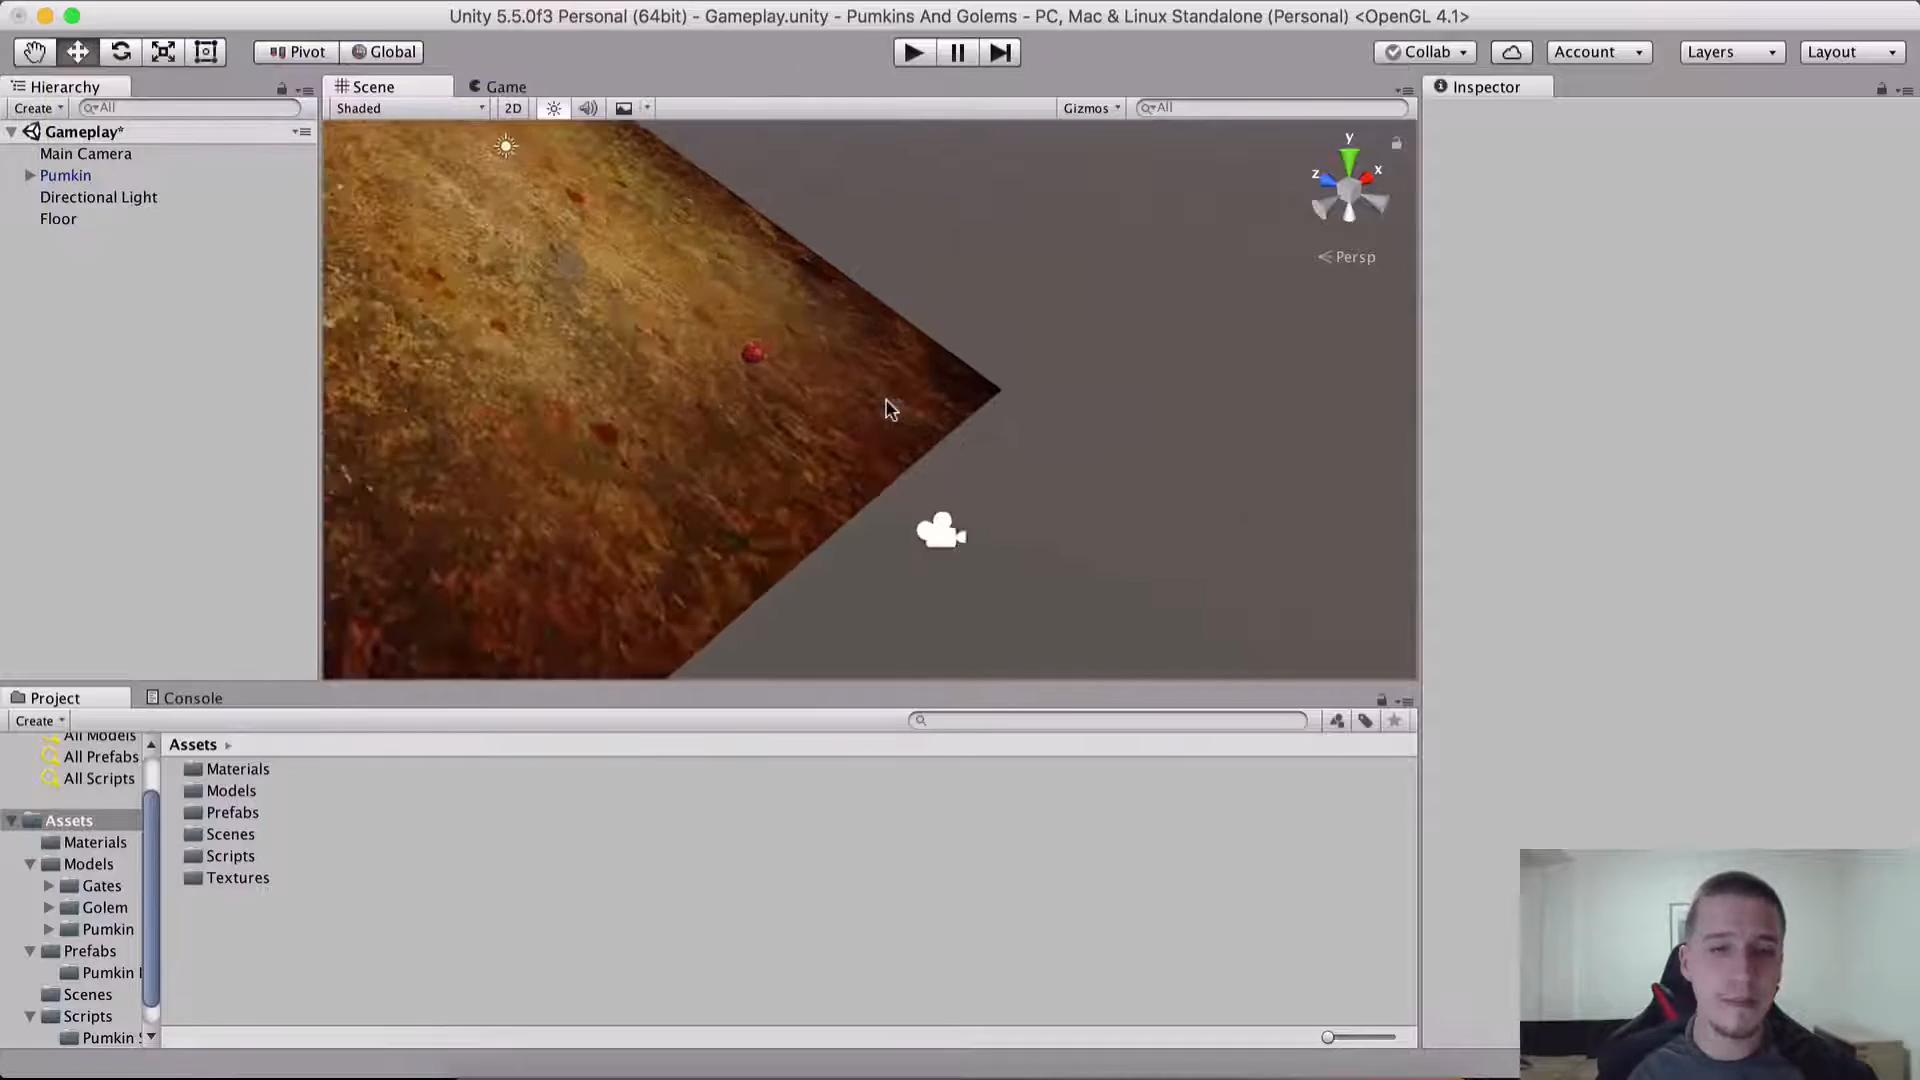 Unity 5.5.0f3 Personal (64bit) - Gameplay.unity - Pumkins And Golems - PC, Mac & Linux Standalone (Personal) <OpenGL 4.1>
Pivot Global Collab Account Layers Layout
Hierarchy Scene Game Inspector
Create All Shaded 2D Gizmos All
Gameplay*
Main Camera
Pumkin
Directional Light
Floor
y
z x
Persp
Project Console
Create
All Models
All Prefabs
All Scripts
Assets
Materials
Models
Gates
Golem
Pumkin
Prefabs
Pumkin
Scenes
Scripts
Pumkin
Assets
Materials
Models
Prefabs
Scenes
Scripts
Textures